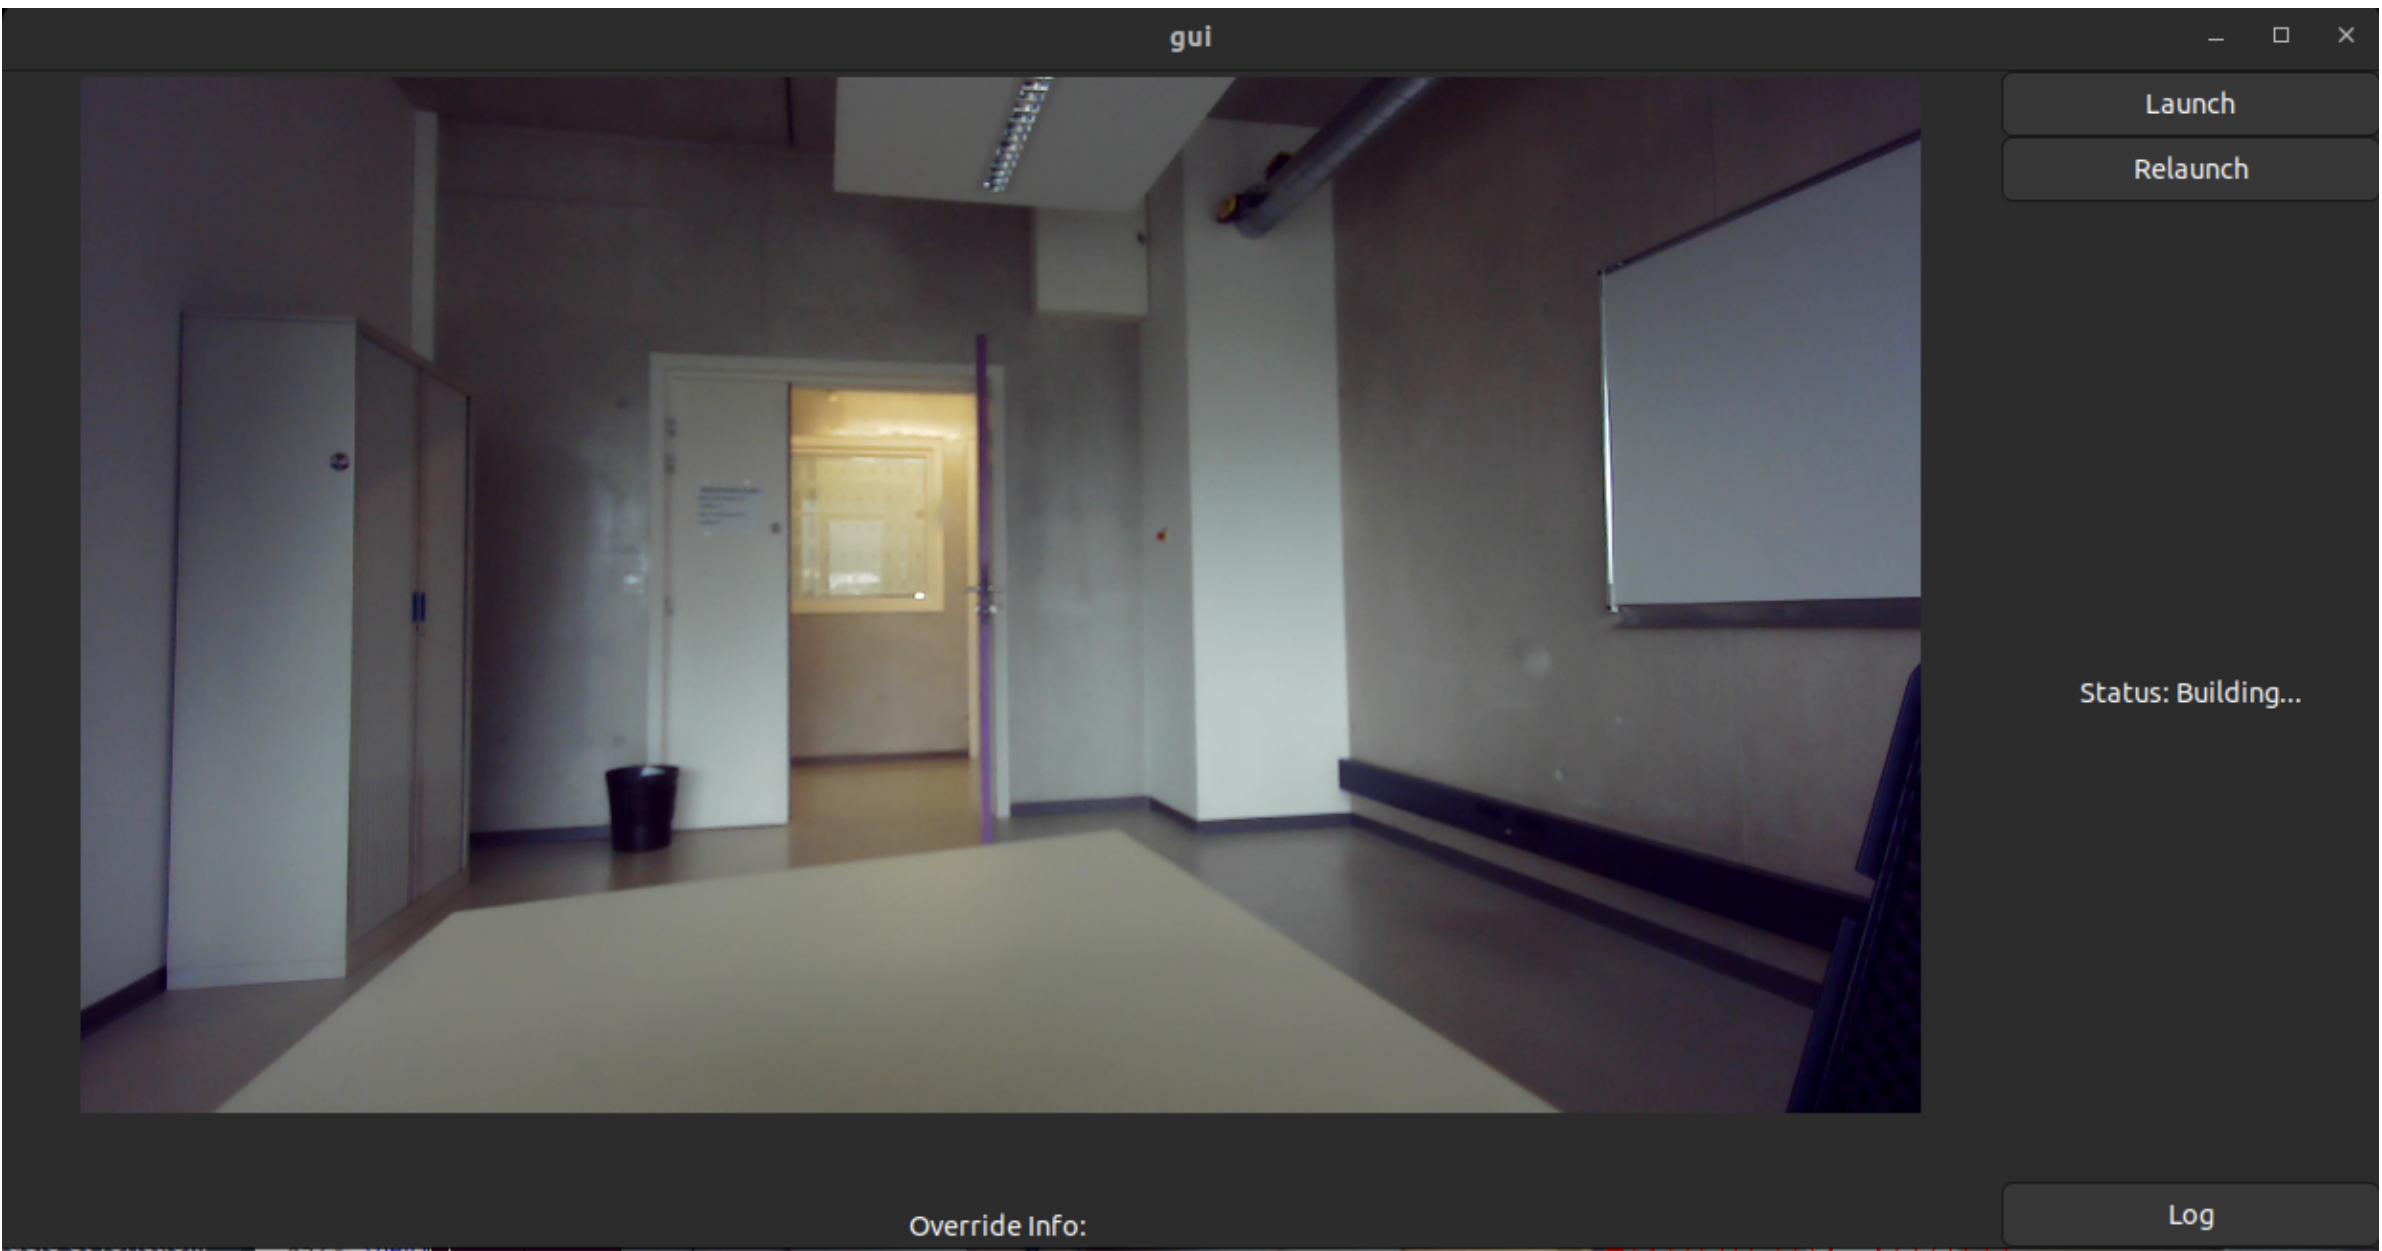 gui
Launch
Relaunch
Status: Building...
Override Info:
Log